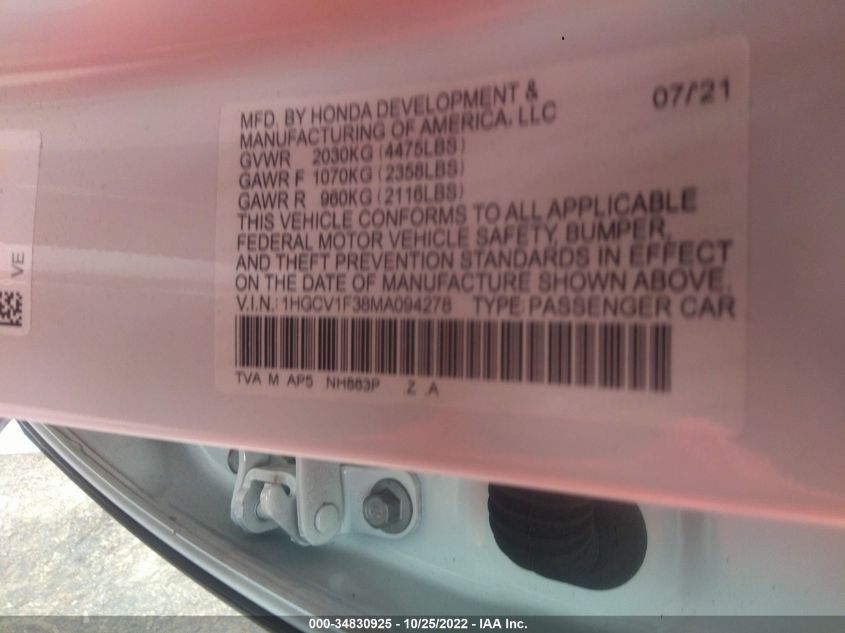 07/21
MFD. BY HONDA DEVELOPMENT &
MANUFACTURING OF AMERICA, LLC
GVWR 2030KG (4475LBS)
GAWR F 1070KG (2358LBS)
GAWR R 960KG (2116LBS)
THIS VEHICLE CONFORMS TO ALL APPLICABLE
FEDERAL MOTOR VEHICLE SAFETY, BUMPER,
AND THEFT PREVENTION STANDARDS IN EFFECT
ON THE DATE OF MANUFACTURE SHOWN ABOVE.
V.I.N.: 1HGCV1F38MA094278 TYPE: PASSENGER CAR
TVA M AP5 NH883P Z A
VE
000-34830925 - 10/25/2022 - IAA Inc.